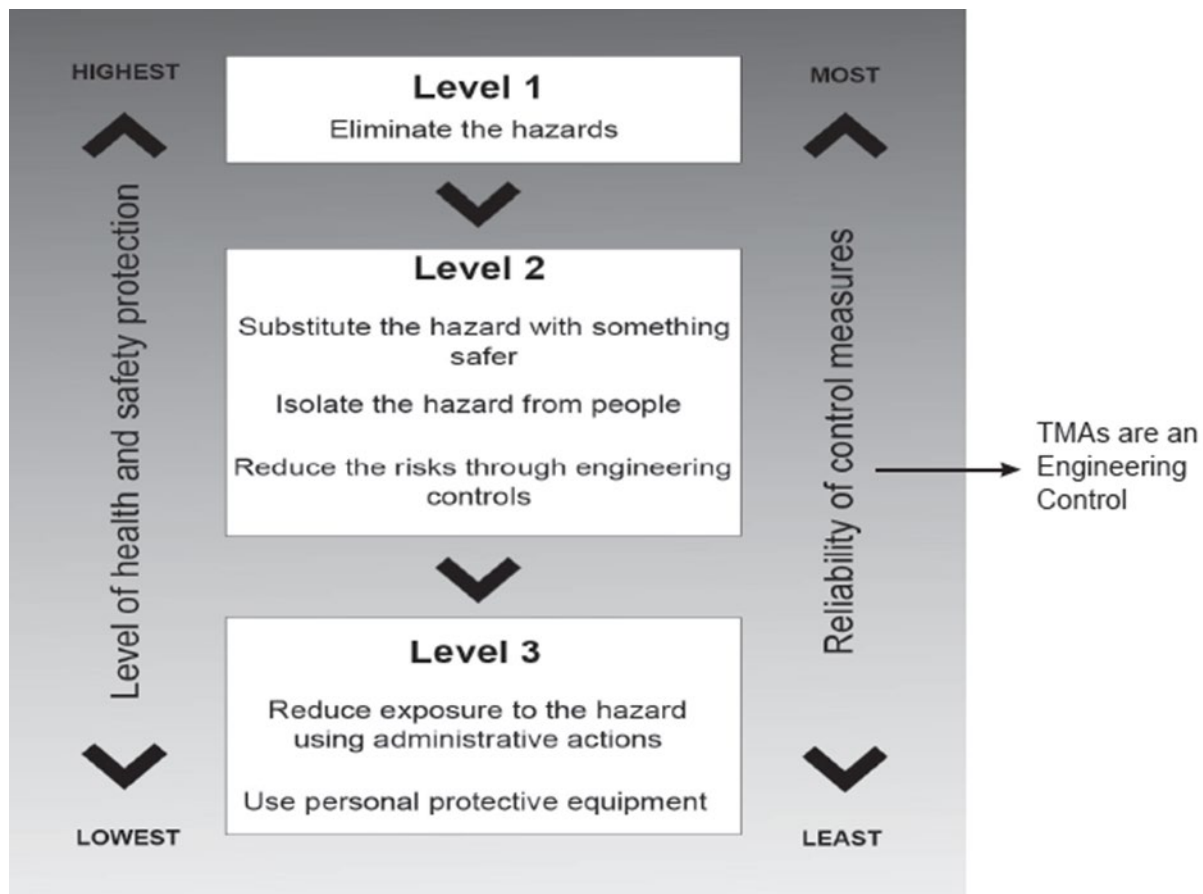 HIGHEST
Level of health and safety protection
LOWEST
Level 1
Eliminate the hazards
Level 2
Substitute the hazard with something
safer
Isolate the hazard from people
Reduce the risks through engineering
controls
Level 3
Reduce exposure to the hazard
using administrative actions
Use personal protective equipment
MOST
Reliability of control measures
LEAST
TMAs are an
Engineering
Control